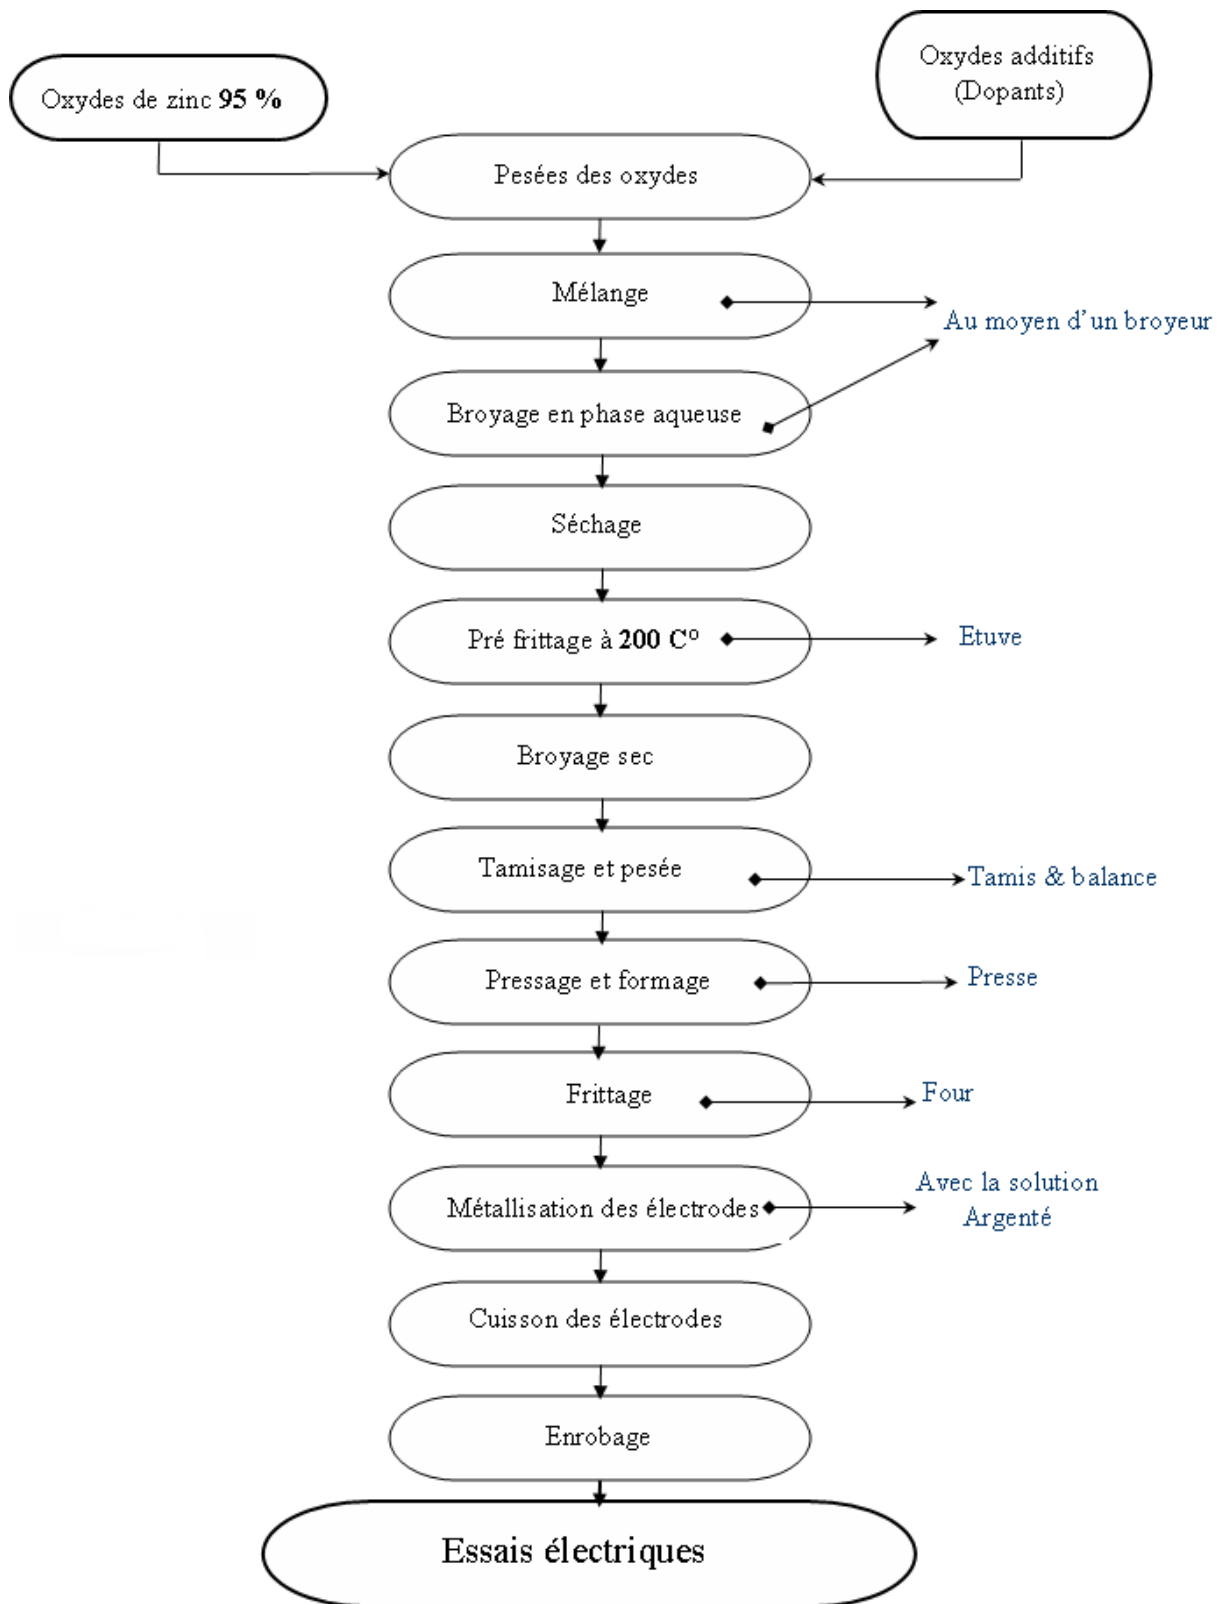 Oxydes de zinc 95 %
Oxydes additifs
(Dopants)
Pesées des oxydes
Mélange
Au moyen d'un broyeur
Broyage en phase aqueuse
Séchage
Pré frittage à 200 C°
Etuve
Broyage sec
Tamisage et pesée
Tamis & balance
Pressage et formage
Presse
Frittage
Four
Métallisation des électrodes
Avec la solution
Argenté
Cuisson des électrodes
Enrobage
Essais électriques